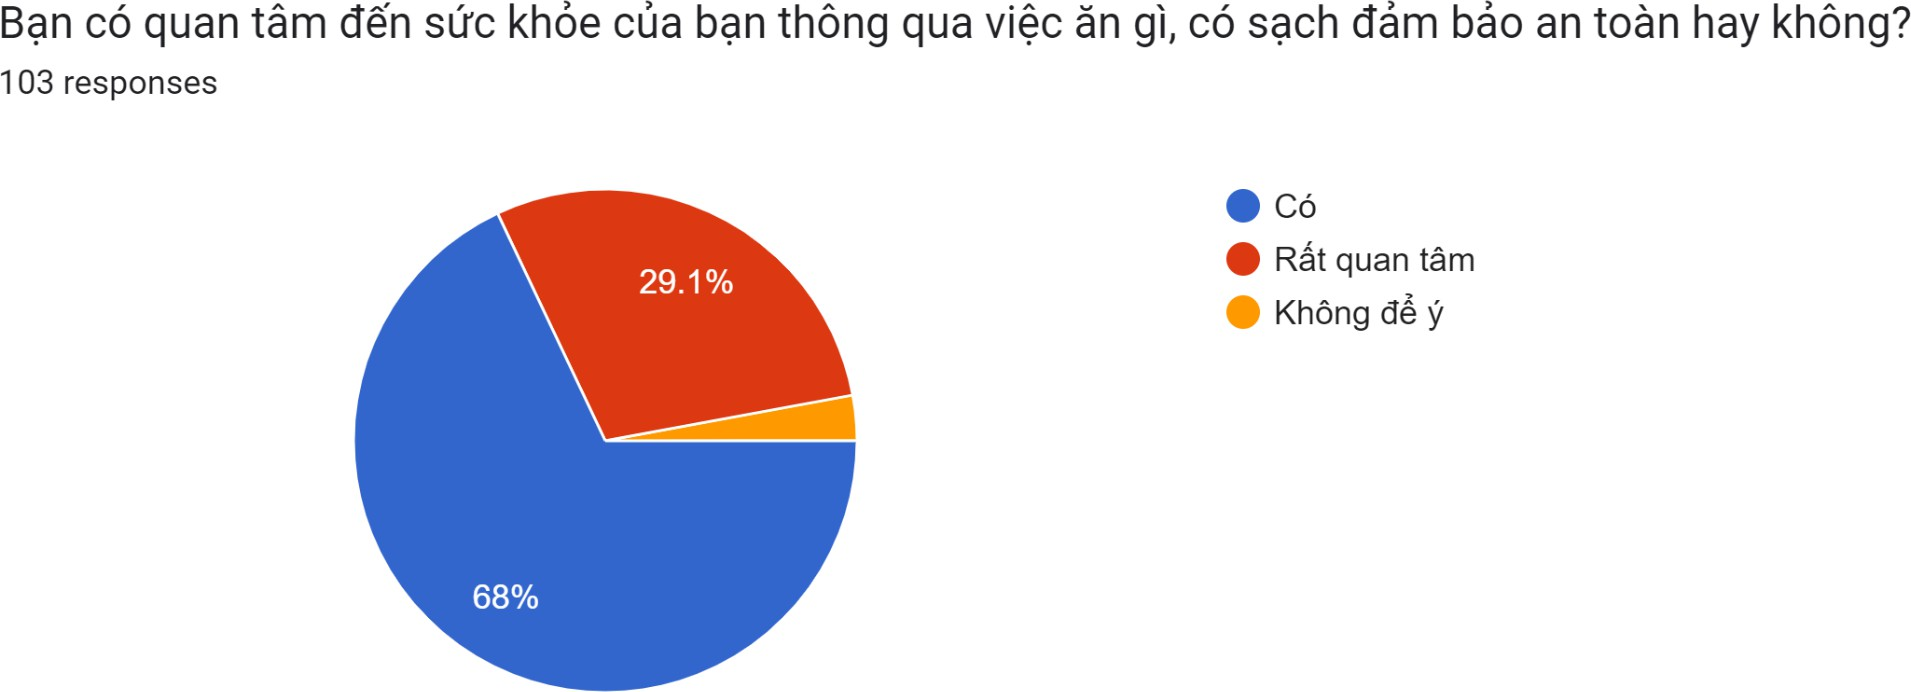 Bạn có quan tâm đến sức khỏe của bạn thông qua việc ăn gì, có sạch đảm bảo an toàn hay không?
103 responses
29.1%
68%
Có
Rất quan tâm
Không để ý